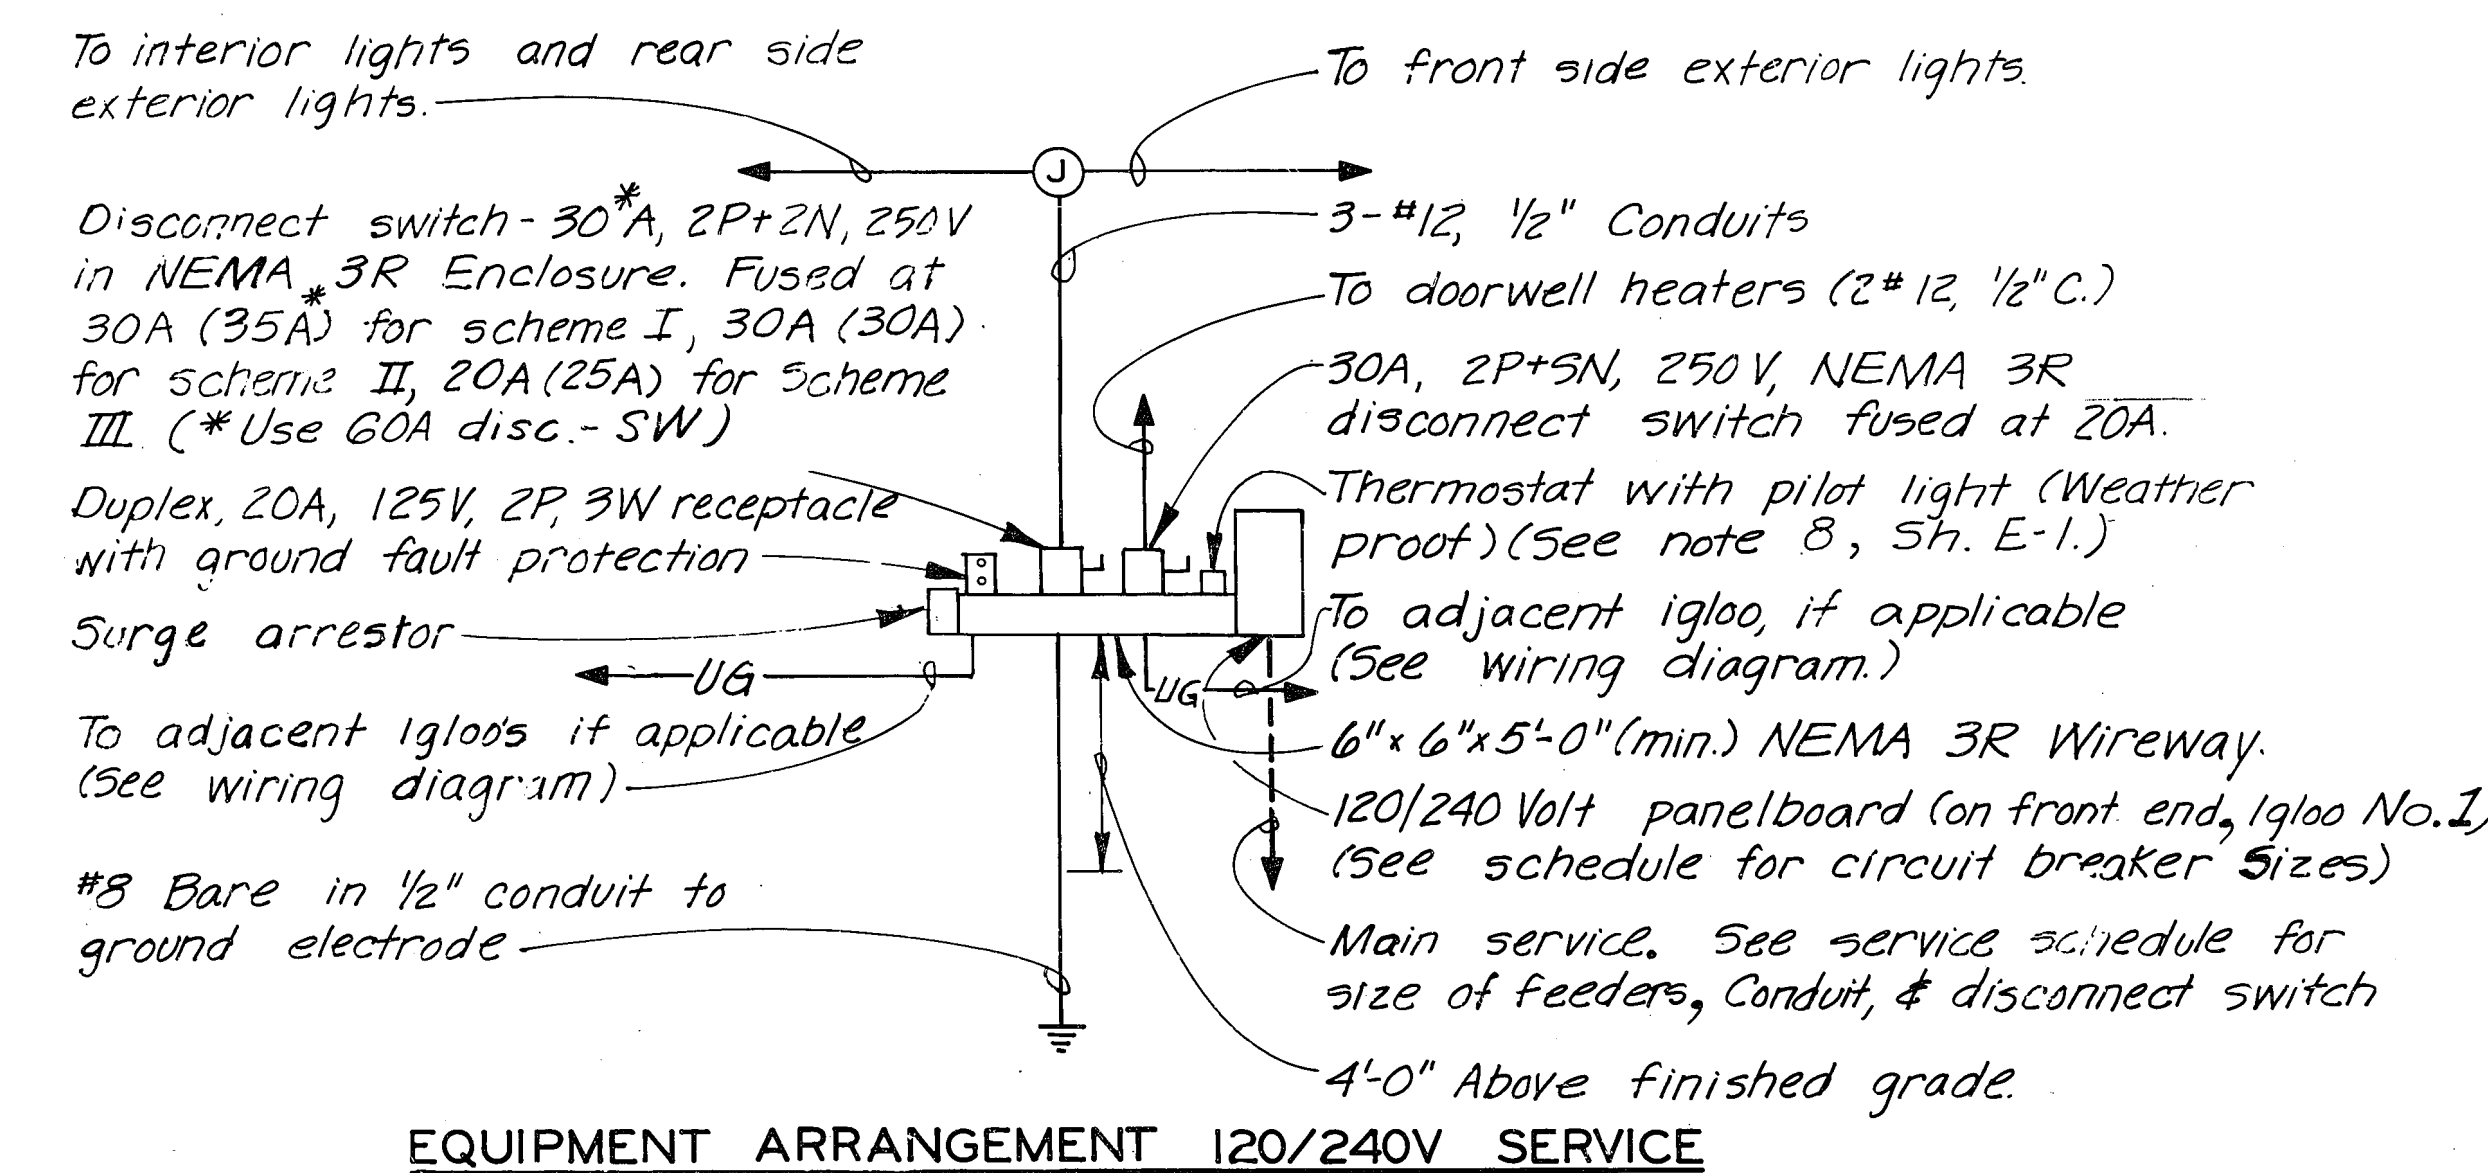 To interior lights and rear side
exterior lights.
Disconnect switch - 30*A, 2P+2N, 250V
in NEMA 3R Enclosure. Fused at
30A (35A)* for scheme I, 30A (30A)
for scheme II, 20A (25A) for Scheme
III. (*Use 60A disc.- SW)
Duplex, 20A, 125V, 2P, 3W receptacle
with ground fault protection
Surge arrestor
UG
To adjacent Igloo's if applicable
(See wiring diagram)
#8 Bare in 1/2" conduit to
ground electrode
J
To front side exterior lights.
3-#12, 1/2" Conduits
To doorwell heaters (2#12, 1/2"C.)
30A, 2P+SN, 250V, NEMA 3R
disconnect switch fused at 20A.
Thermostat with pilot light (Weather
proof) (See note 8, Sh. E-1.)
To adjacent igloo, if applicable
(See wiring diagram.)
UG
6"x 6"x 5'-0"(min.) NEMA 3R Wireway.
120/240 Volt panelboard (on front end, Igloo No.1)
(See schedule for circuit breaker Sizes)
Main service. See service schedule for
size of feeders, Conduit, & disconnect switch
4'-0" Above finished grade.
EQUIPMENT ARRANGEMENT 120/240V SERVICE